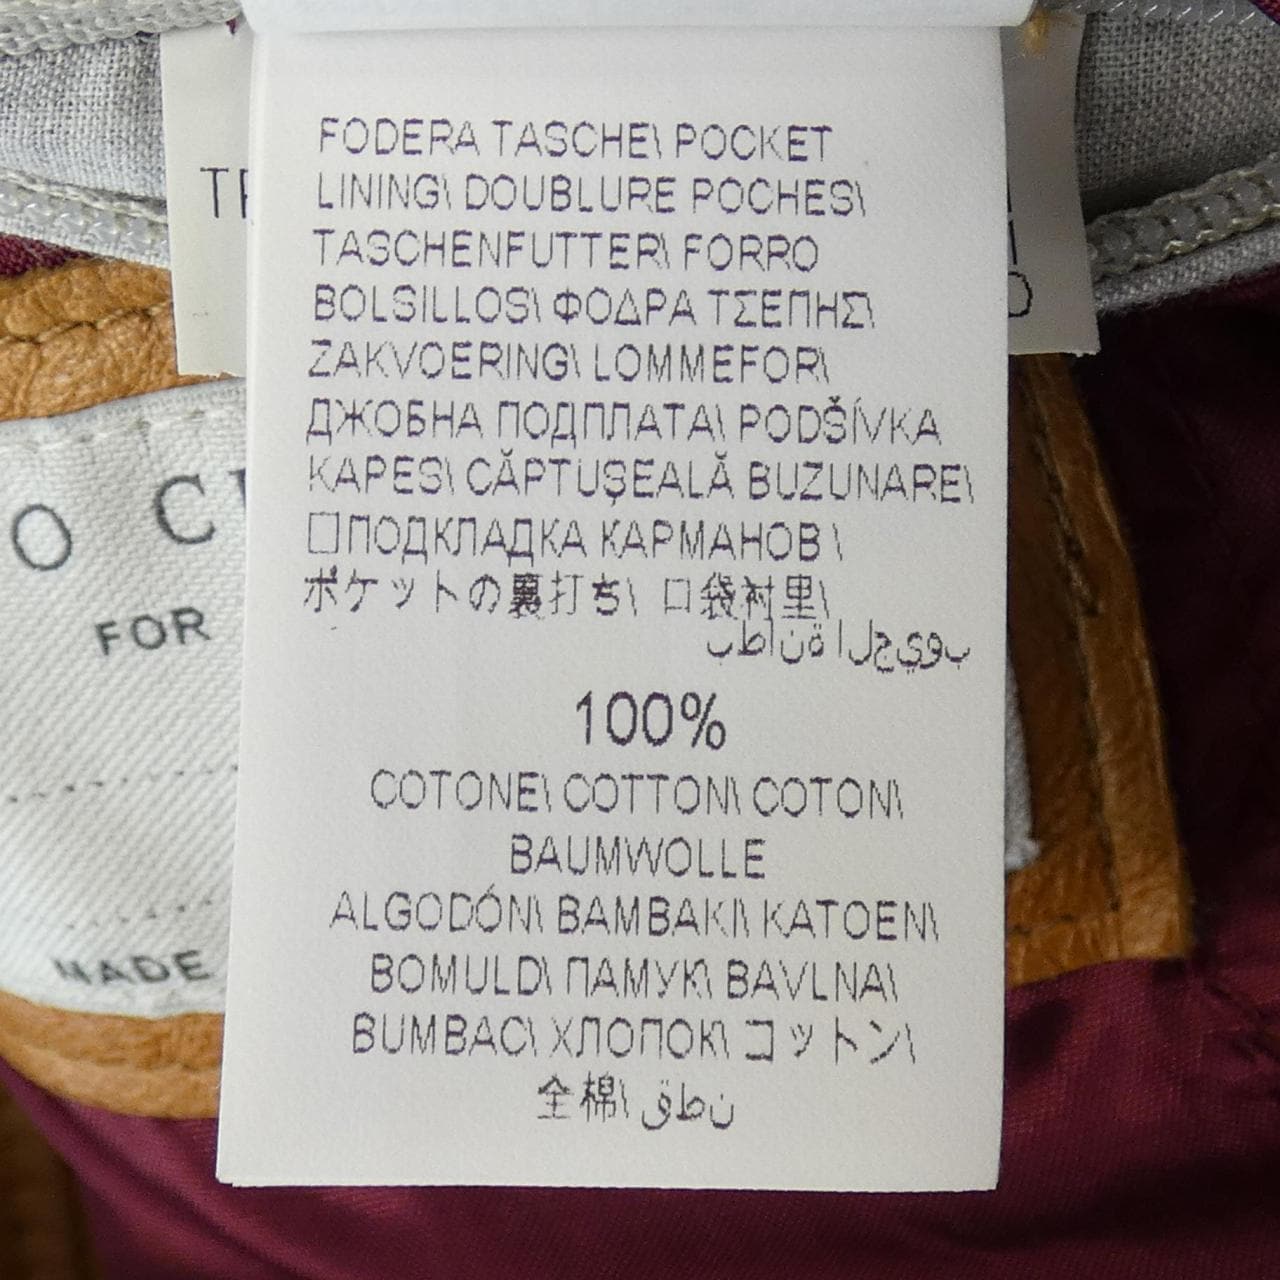 FODERA TASCHE\ POCKET
LINING\ DOUBLURE POCHES\
TASCHENFUTTER\ FORRO
BOLSILLOS\ ΦΟΔΡΑ ΤΣΕΠΗΣ\
ZAKVOERING\ LOMMEFOR\
ДЖОБНА ПОДПЛАТА\ PODŠÍVKA
KAPES\ CĂPTUȘEALĂ BUZUNARE\
□ПОДКЛАДКА КАРМАНОВ \
ポケットの裏打ち\ 口袋衬里\
بطانة الجيوب
100%
COTONE\ COTTON\ COTON\
BAUMWOLLE
ALGODÓN\ BAMBAKI\ KATOEN\
BOMULD\ ПАМУК\ BAVLNA\
BUMBAC\ ХЛОПОК\ コットン\
全棉\ قطن
FOR
MADE